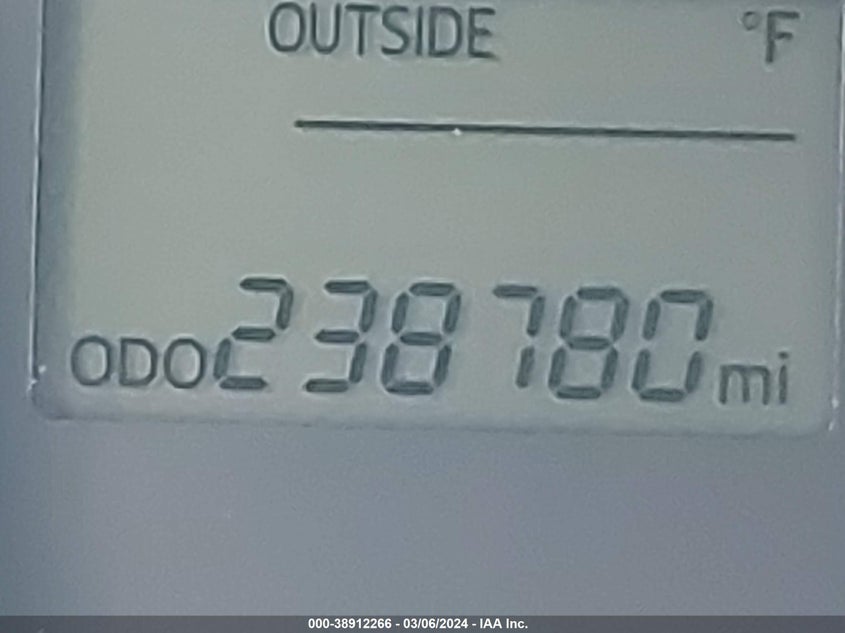 OUTSIDE °F
ODO 238780 mi
000-38912266 - 03/06/2024 - IAA Inc.